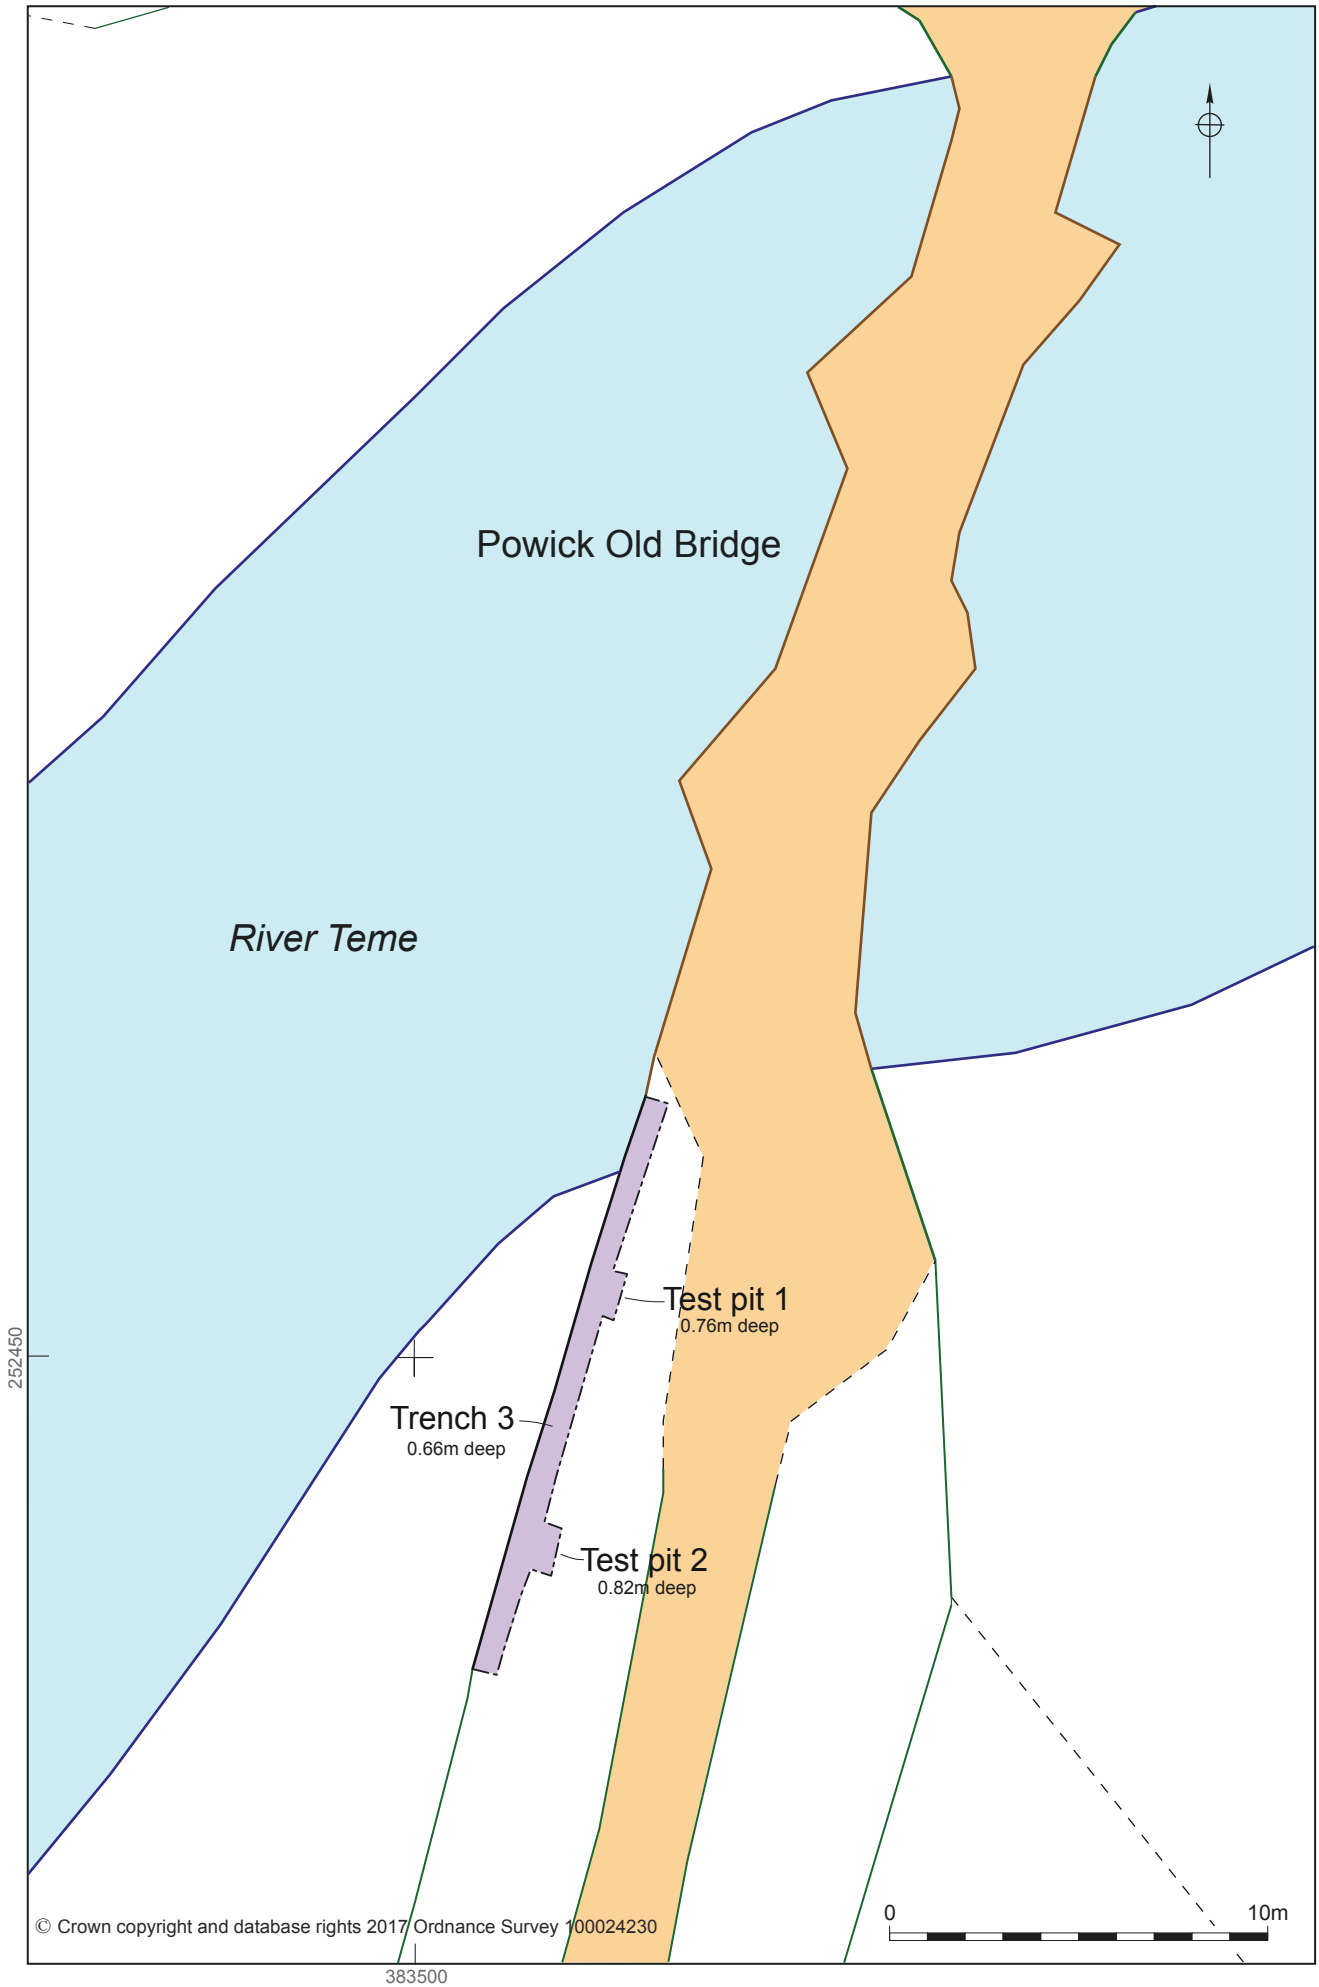 Powick Old Bridge
River Teme
Test pit 1
0.76m deep
252450
Trench 3
0.66m deep
Test pit 2
0.82m deep
0 10m
© Crown copyright and database rights 2017 Ordnance Survey 100024230
383500